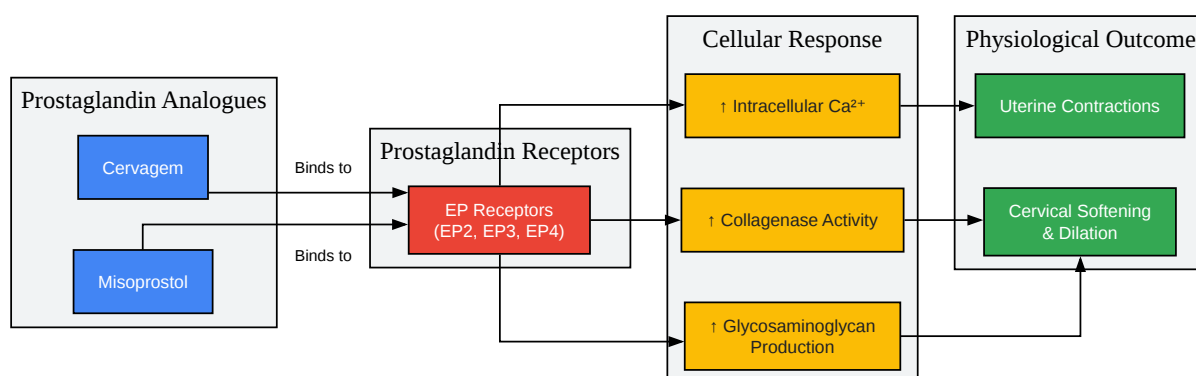 Prostaglandin Analogues
Cervagem
Misoprostol
Binds to
Binds to
Prostaglandin Receptors
EP Receptors
(EP2, EP3, EP4)
Cellular Response
↑ Intracellular Ca²⁺
↑ Collagenase Activity
↑ Glycosaminoglycan
Production
Physiological Outcome
Uterine Contractions
Cervical Softening
& Dilation